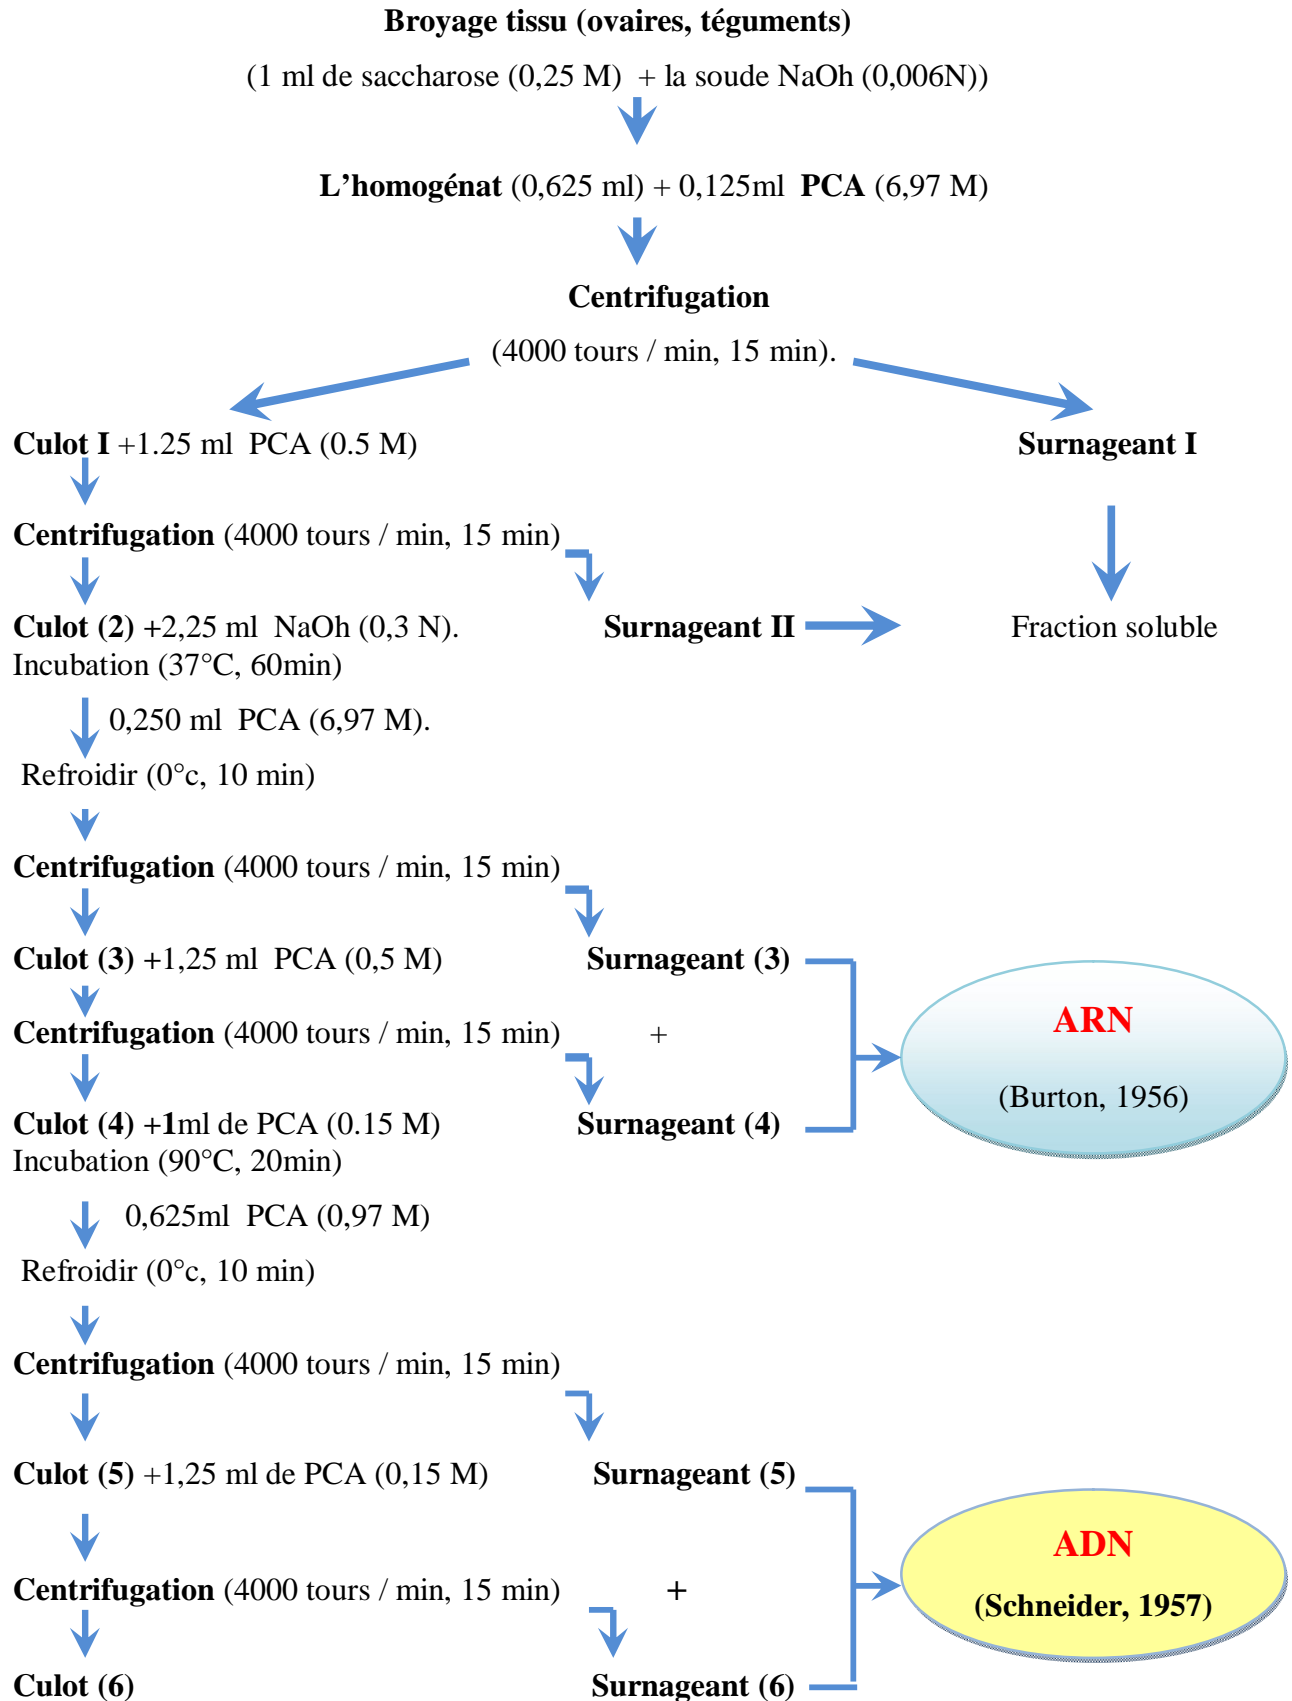 Broyage tissu (ovaires, téguments)
(1 ml de saccharose (0,25 M) + la soude NaOh (0,006N))
L’homogénat (0,625 ml) + 0,125ml PCA (6,97 M)
Centrifugation
(4000 tours / min, 15 min).
Culot I +1.25 ml PCA (0.5 M)
Surnageant I
Centrifugation (4000 tours / min, 15 min)
Culot (2) +2,25 ml NaOh (0,3 N).
Surnageant II
Fraction soluble
Incubation (37°C, 60min)
0,250 ml PCA (6,97 M).
Refroidir (0°c, 10 min)
Centrifugation (4000 tours / min, 15 min)
Culot (3) +1,25 ml PCA (0,5 M)
Surnageant (3)
Centrifugation (4000 tours / min, 15 min)
+
ARN
(Burton, 1956)
Culot (4) +1ml de PCA (0.15 M)
Surnageant (4)
Incubation (90°C, 20min)
0,625ml PCA (0,97 M)
Refroidir (0°c, 10 min)
Centrifugation (4000 tours / min, 15 min)
Culot (5) +1,25 ml de PCA (0,15 M)
Surnageant (5)
ADN
(Schneider, 1957)
Centrifugation (4000 tours / min, 15 min)
+
Culot (6)
Surnageant (6)